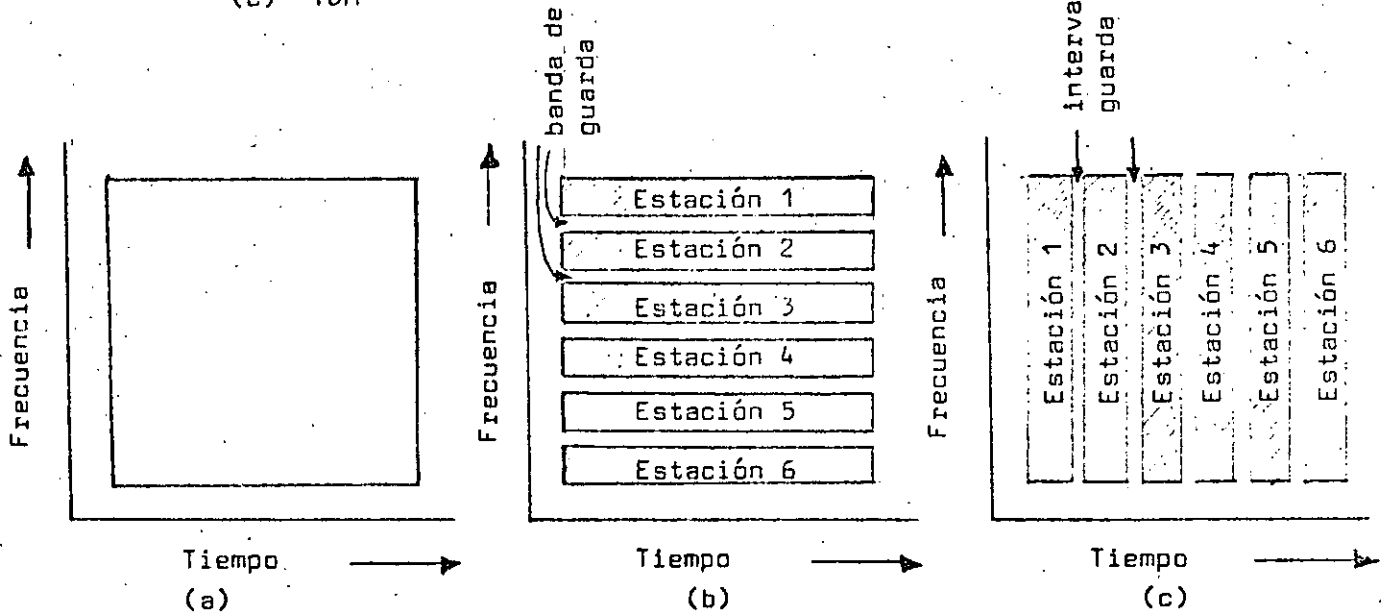 (c) TDM
Frecuencia
Tiempo
(a)
banda de
guarda
Frecuencia
Estación 1
Estación 2
Estación 3
Estación 4
Estación 5
Estación 6
Tiempo
(b)
interva
guarda
Frecuencia
Estación 1
Estación 2
Estación 3
Estación 4
Estación 5
Estación 6
Tiempo
(c)